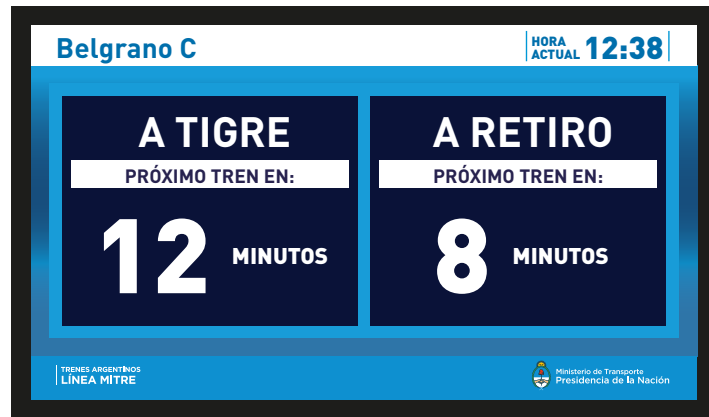 Belgrano C
HORA ACTUAL 12:38
A TIGRE
PRÓXIMO TREN EN:
12 MINUTOS
A RETIRO
PRÓXIMO TREN EN:
8 MINUTOS
TRENES ARGENTINOS
LÍNEA MITRE
Ministerio de Transporte
Presidencia de la Nación